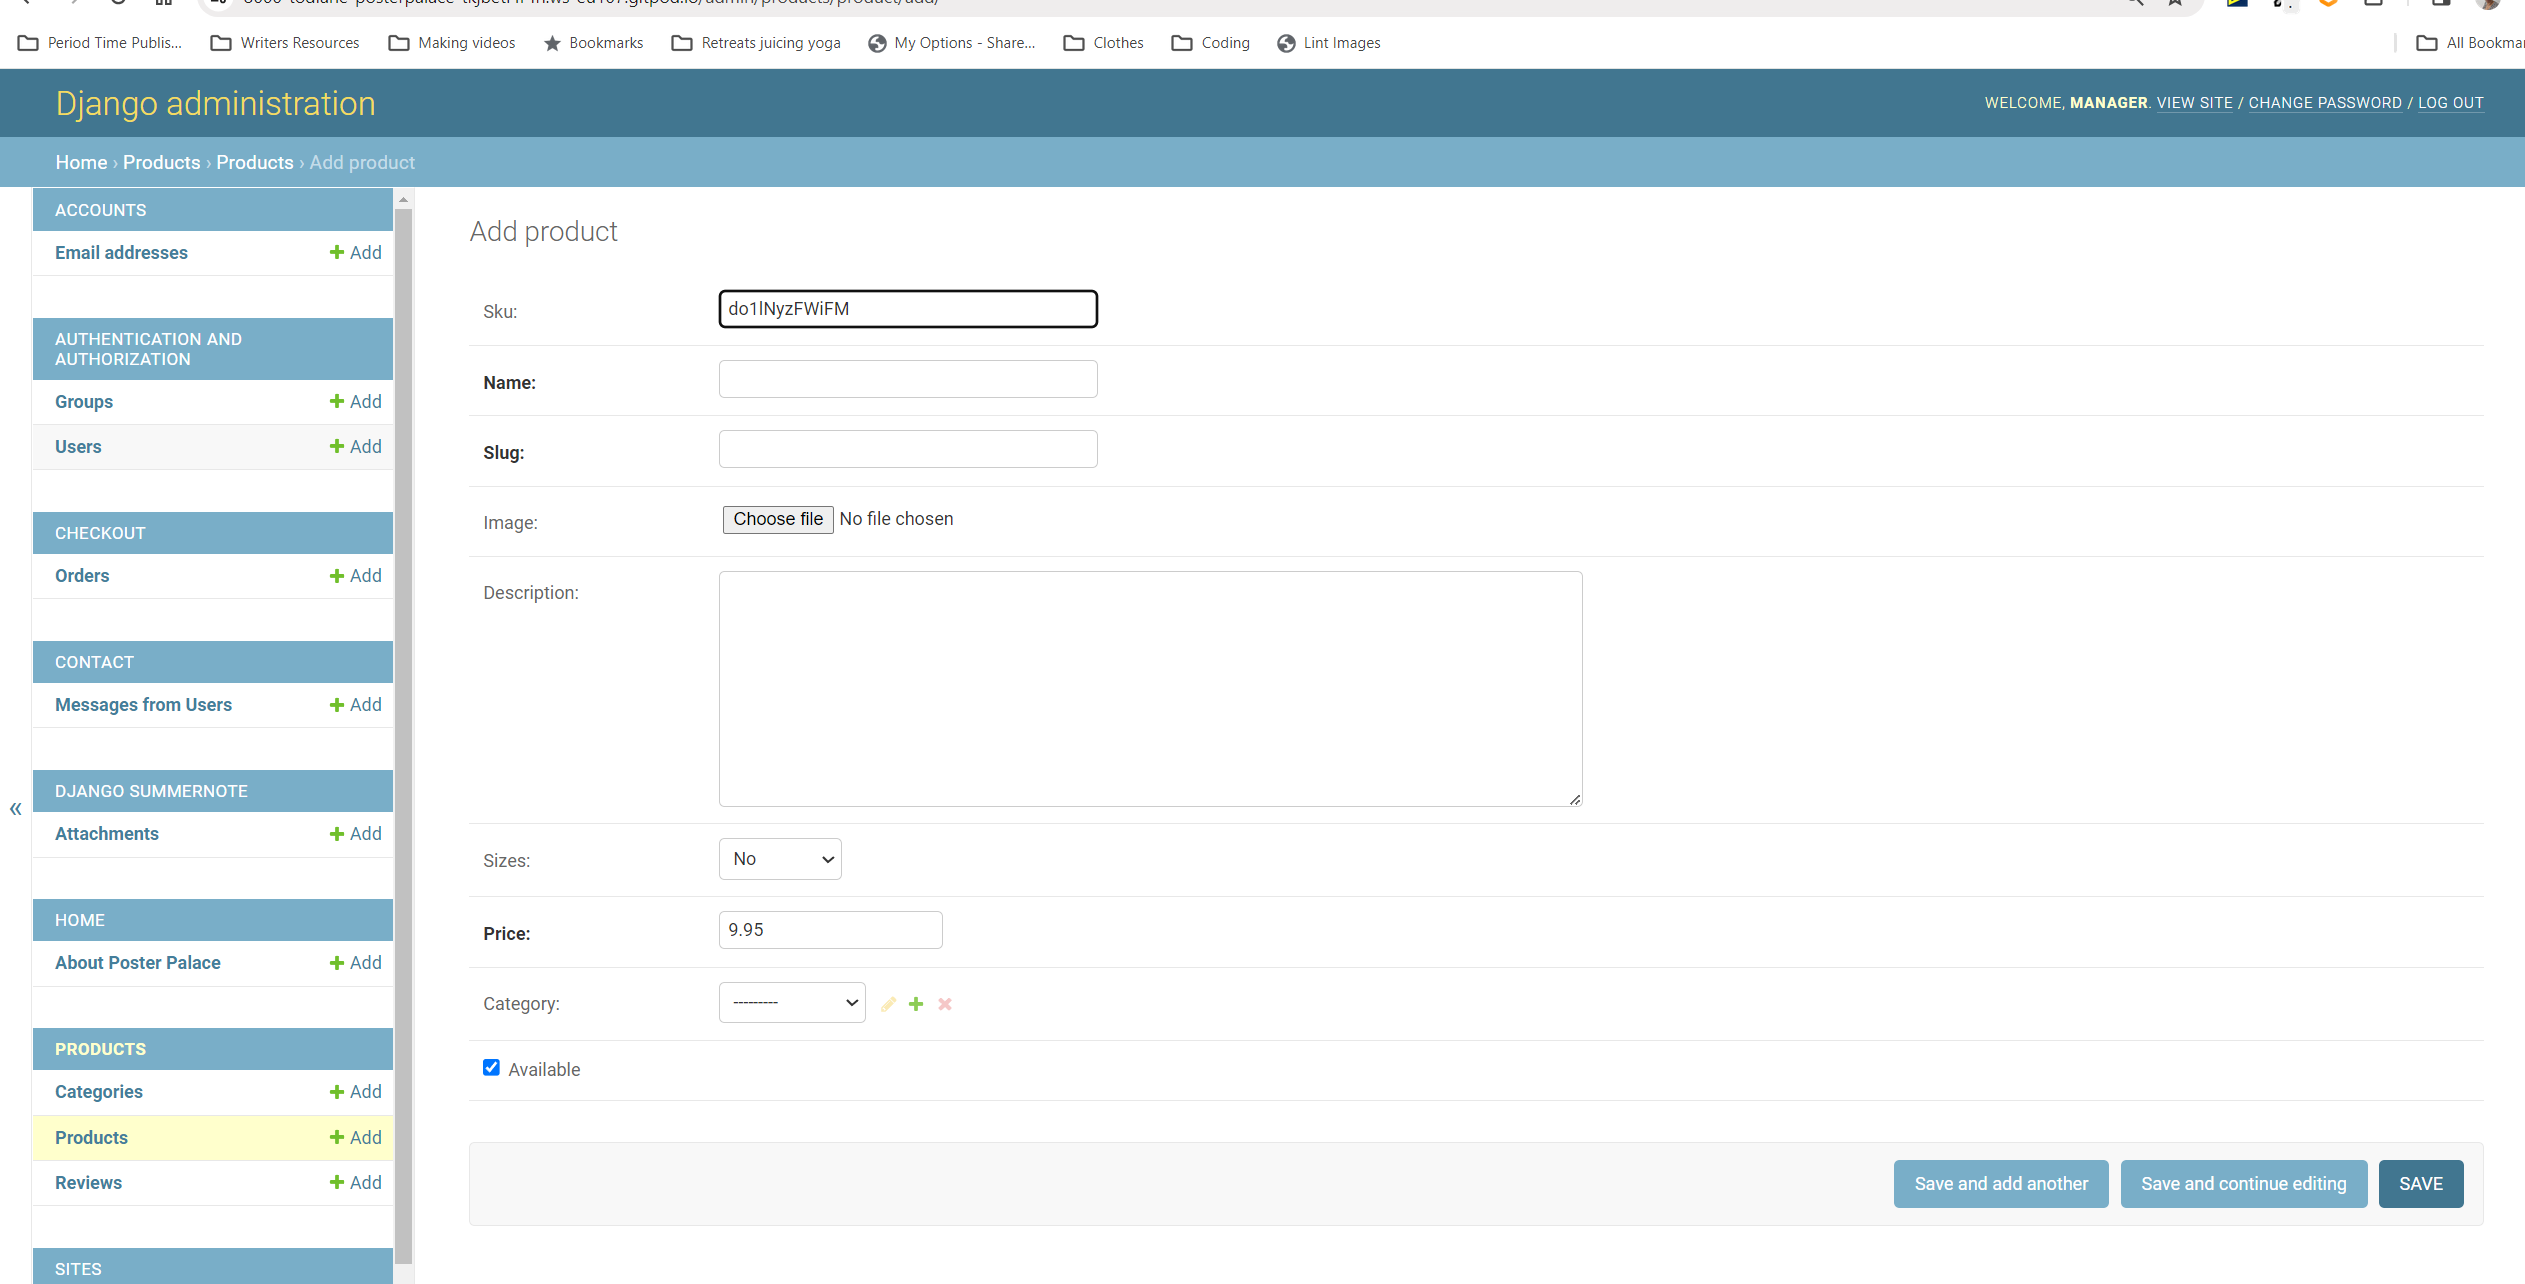 Period Time Publis... Writers Resources Making videos Bookmarks Retreats juicing yoga My Options - Share... Clothes Coding Lint Images All Bookmar
Django administration
WELCOME, MANAGER. VIEW SITE / CHANGE PASSWORD / LOG OUT
Home › Products › Products › Add product
ACCOUNTS
Email addresses Add
AUTHENTICATION AND
AUTHORIZATION
Groups Add
Users Add
CHECKOUT
Orders Add
CONTACT
Messages from Users Add
DJANGO SUMMERNOTE
Attachments Add
HOME
About Poster Palace Add
PRODUCTS
Categories Add
Products Add
Reviews Add
SITES
«
Add product
Sku: do1lNyzFWiFM
Name:
Slug:
Image: Choose file No file chosen
Description:
Sizes: No
Price: 9.95
Category: ---------
Available
Save and add another Save and continue editing SAVE